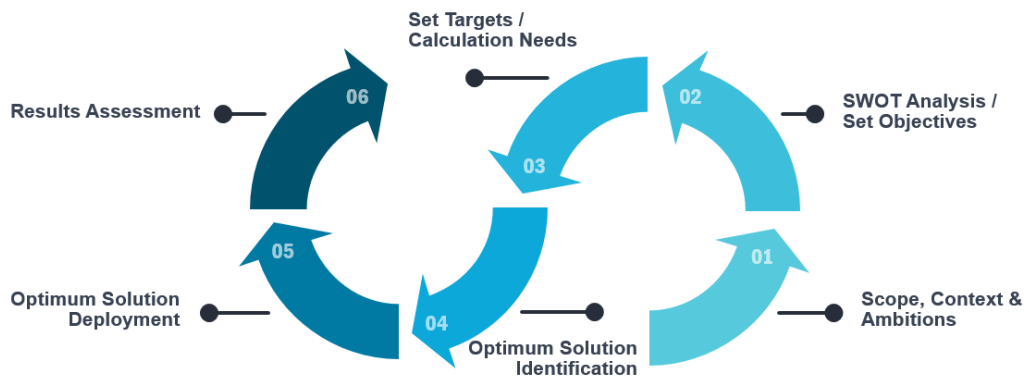 Set Targets /
Calculation Needs
06
02
Results Assessment
SWOT Analysis /
Set Objectives
03
05
01
Optimum Solution
Deployment
04
Scope, Context &
Ambitions
Optimum Solution
Identification